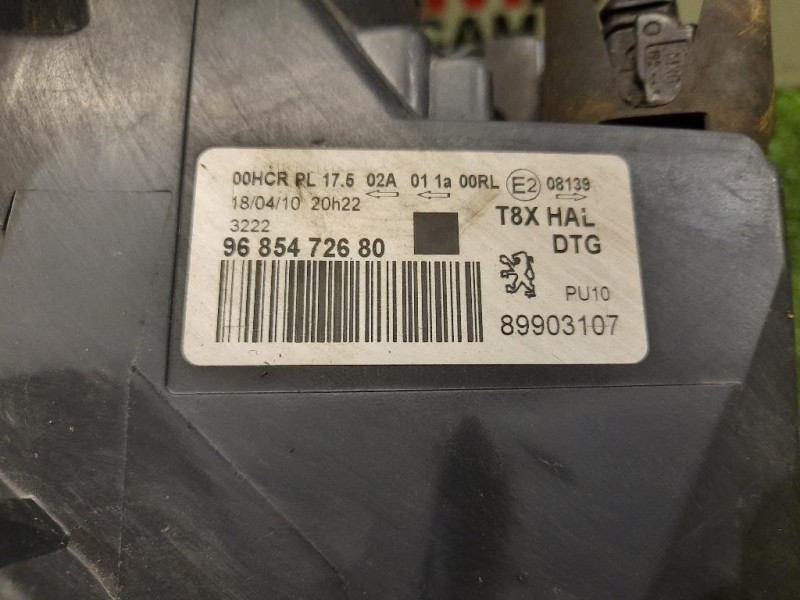 00HCR PL 17.5 02A 01 1a 00RL E2 08139
18/04/10 20h22
3222
T8X HAL
96 854 726 80
DTG
PU10
89903107